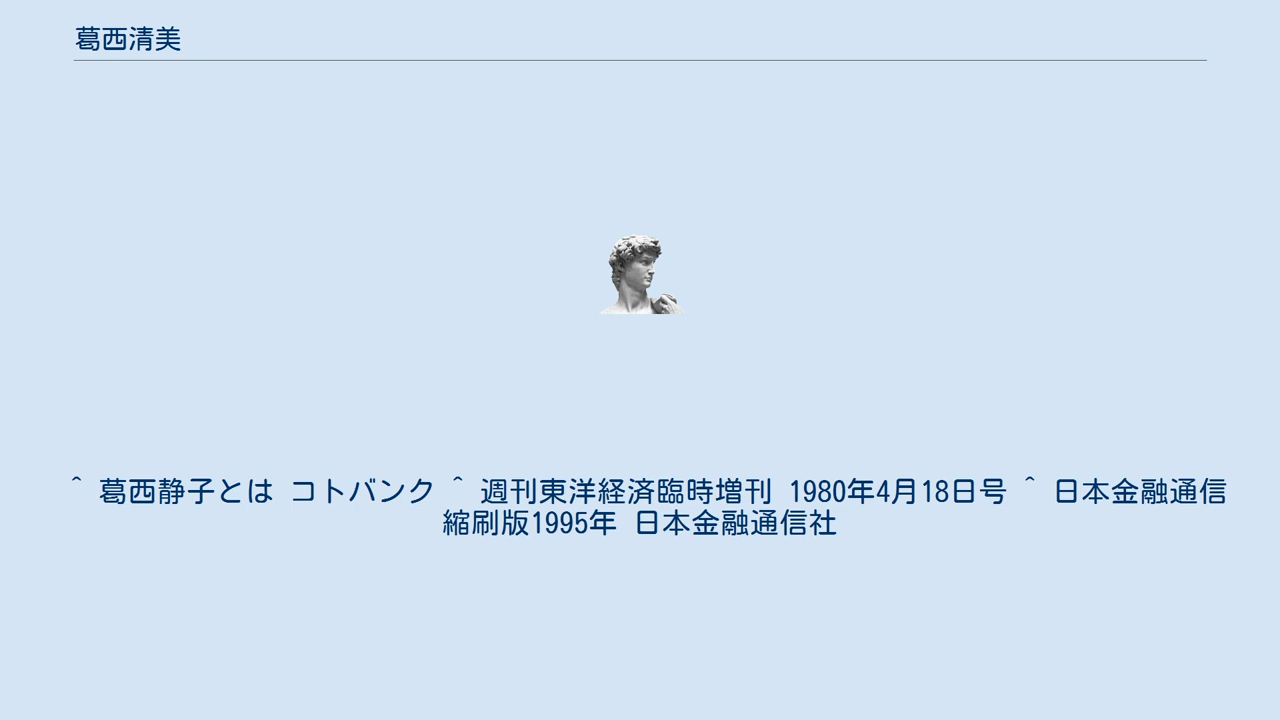 葛西清美
^ 葛西静子とは コトバンク ^ 週刊東洋経済臨時増刊 1980年4月18日号 ^ 日本金融通信
縮刷版1995年 日本金融通信社